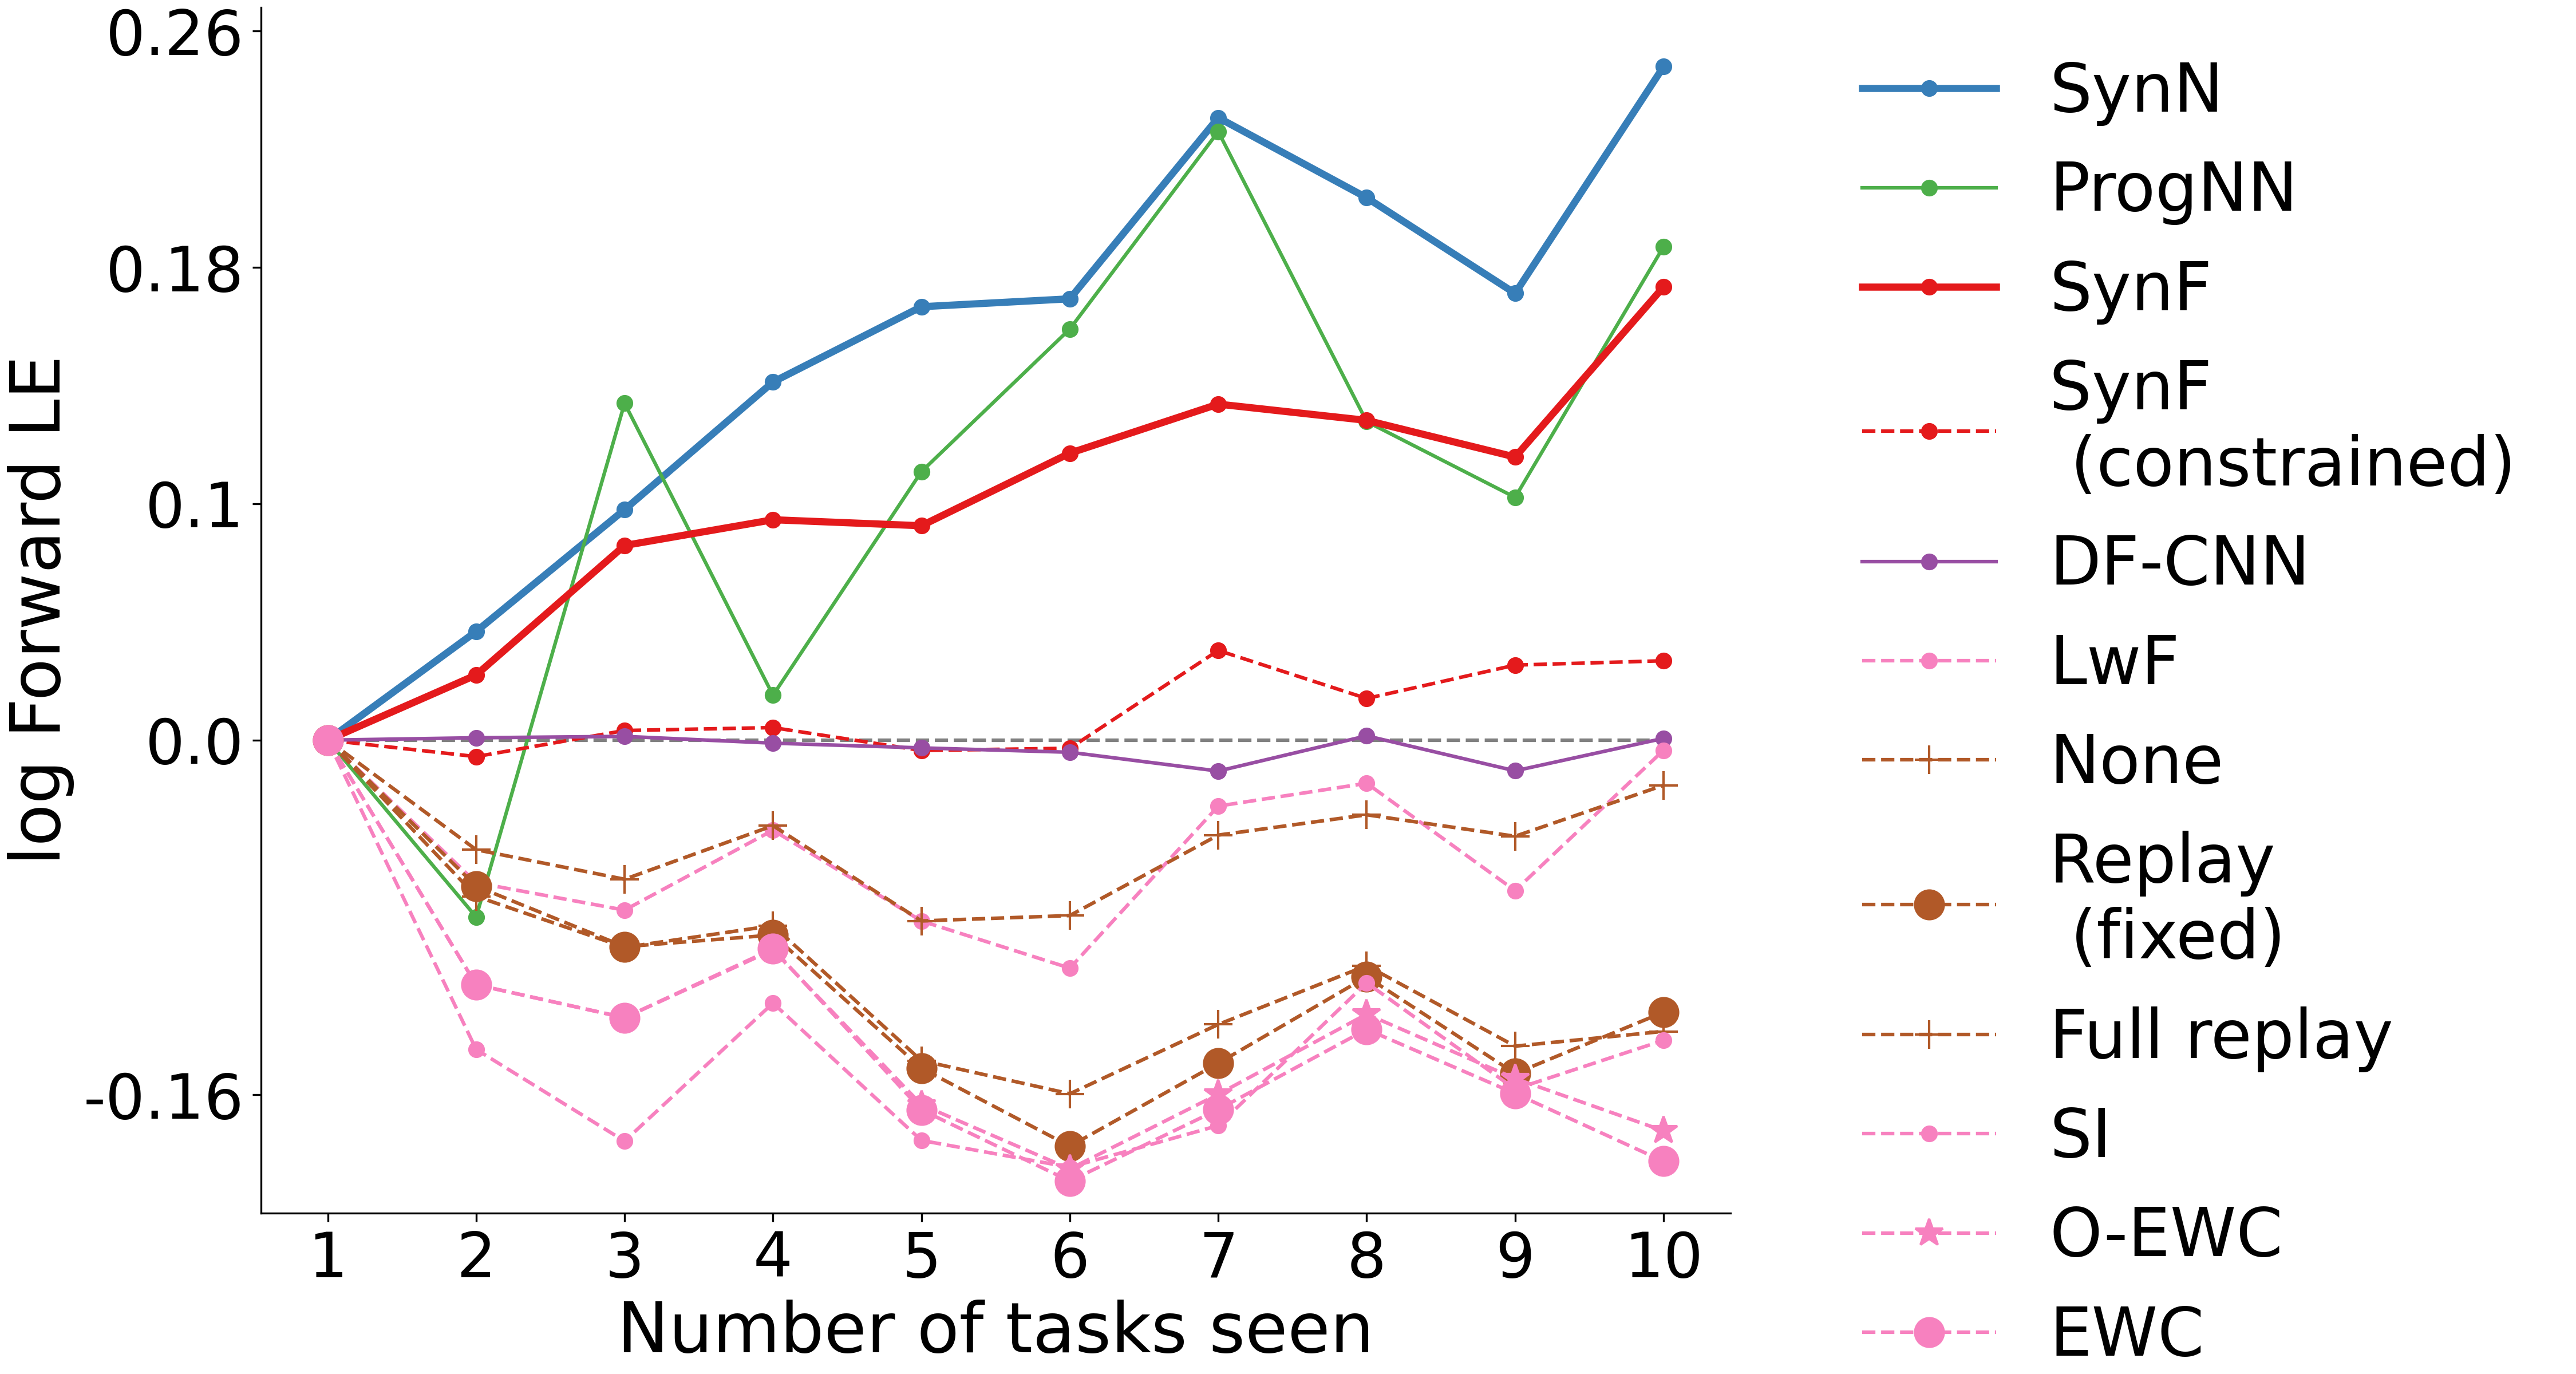 0.26
0.18
0.1
0.0
-0.16
log Forward LE
1 2 3 4 5 6 7 8 9 10
Number of tasks seen
SynN
ProgNN
SynF
SynF
(constrained)
DF-CNN
LwF
None
Replay
(fixed)
Full replay
SI
O-EWC
EWC